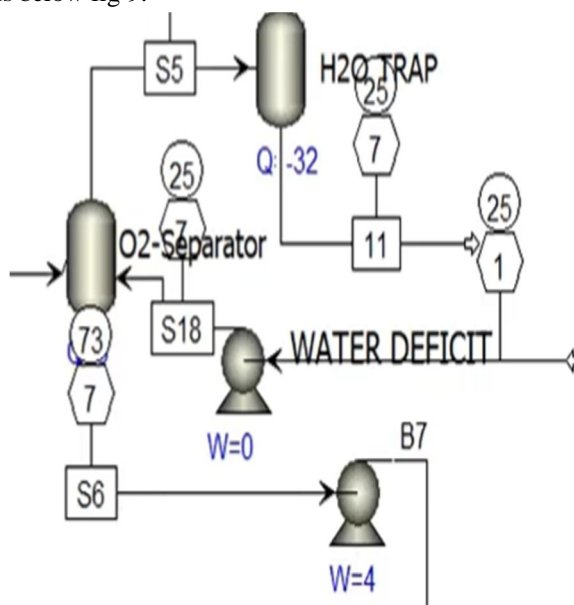 S5
H2O TRAP
25
7
Q: -32
25
7
O2-Separator
25
1
11
S18
73
7
WATER DEFICIT
W=0
B7
S6
W=4